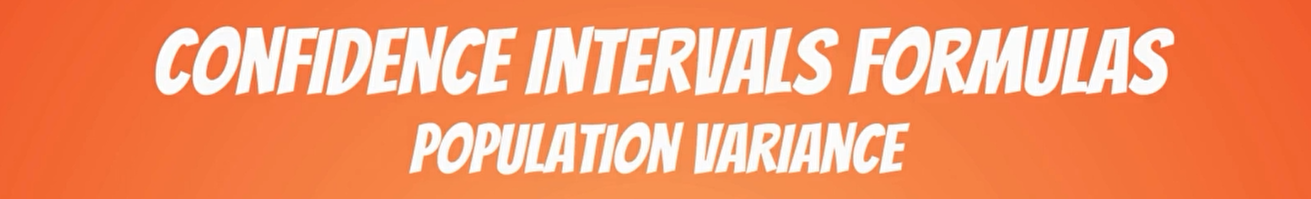 CONFIDENCE INTERVALS FORMULAS
POPULATION VARIANCE